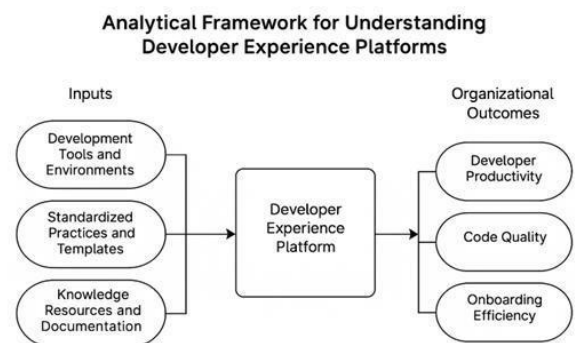 Analytical Framework for Understanding
Developer Experience Platforms
Inputs
Development
Tools and
Environments
Standardized
Practices and
Templates
Knowledge
Resources and
Documentation
Developer
Experience
Platform
Organizational
Outcomes
Developer
Productivity
Code Quality
Onboarding
Efficiency